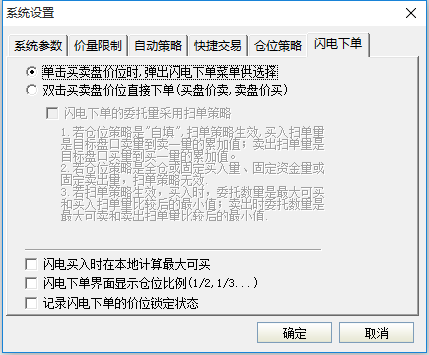 系统设置
系统参数
价量限制
自动策略
快捷交易
仓位策略
闪电下单
单击买卖盘价位时,弹出闪电下单菜单供选择
双击买卖盘价位直接下单(买盘价卖,卖盘价买)
闪电下单的委托量采用扫单策略
1.若仓位策略是"自填",扫单策略生效,买入扫单量
是目标盘口卖量到卖一量的累加值; 卖出扫单量是
目标盘口买量到买一量的累加值。
2.若仓位策略是全仓或固定买入量、固定资金量或
固定卖出量, 扫单策略无效.
3.若扫单策略生效, 买入时, 委托数量是最大可买
和买入扫单量比较后的最小值; 卖出时委托数量是
最大可卖和卖出扫单量比较后的最小值.
闪电买入时在本地计算最大可买
闪电下单界面显示仓位比例(1/2,1/3...)
记录闪电下单的价位锁定状态
确定
取消